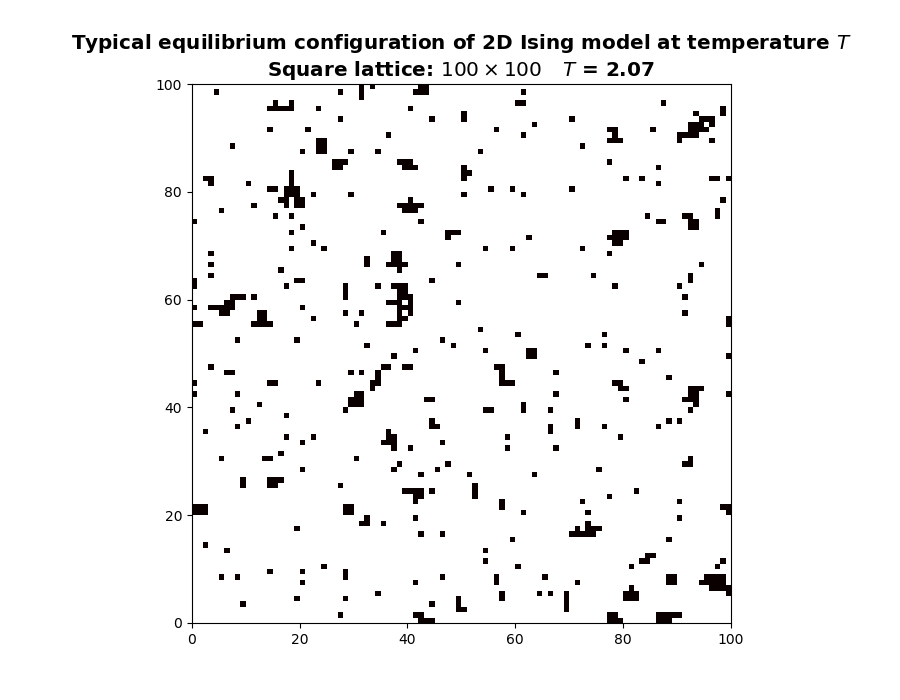 Typical equilibrium configuration of 2D Ising model at temperature T
Square lattice: 100 × 100 T = 2.07
100
80
60
40
20
0
0 20 40 60 80 100